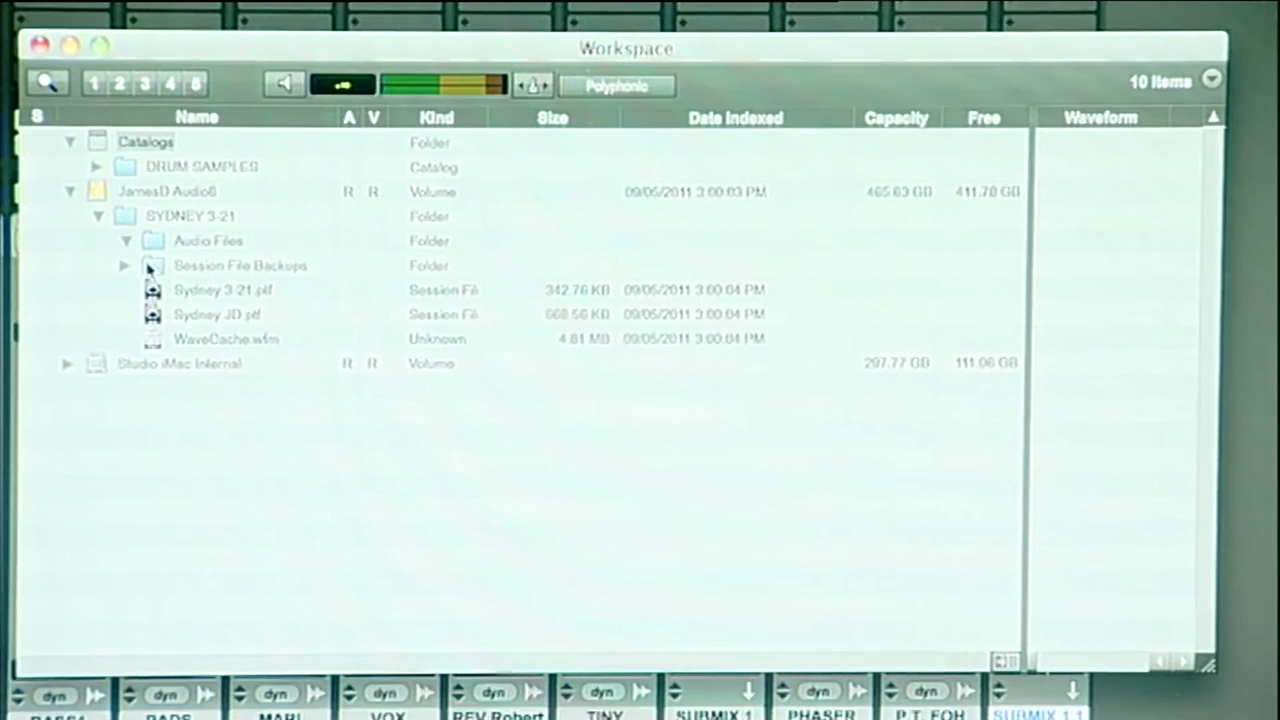 Workspace
1 2 3 4 5 Polyphonic 10 Items
S Name A V Kind Size Date Indexed Capacity Free Waveform
Catalogs Folder
DRUM SAMPLES Catalog
JamesD Audio6 R R Volume 09/05/2011 3:00:03 PM 465.63 GB 411.78 GB
SYDNEY 3-21 Folder
Audio Files Folder
Session File Backups Folder
Sydney 3-21.ptf Session Fil 342.76 KB 09/05/2011 3:00:04 PM
Sydney JD.ptf Session Fil 668.56 KB 09/05/2011 3:00:04 PM
WaveCache.wfm Unknown 4.81 MB 09/05/2011 3:00:04 PM
Studio iMac Internal R R Volume 297.77 GB 111.06 GB
dyn dyn dyn dyn dyn dyn dyn dyn
BASS1 PADS MARI VOX REV Robert TINY SUBMIX 1 PHASER P.T. FOH SUBMIX 1.1